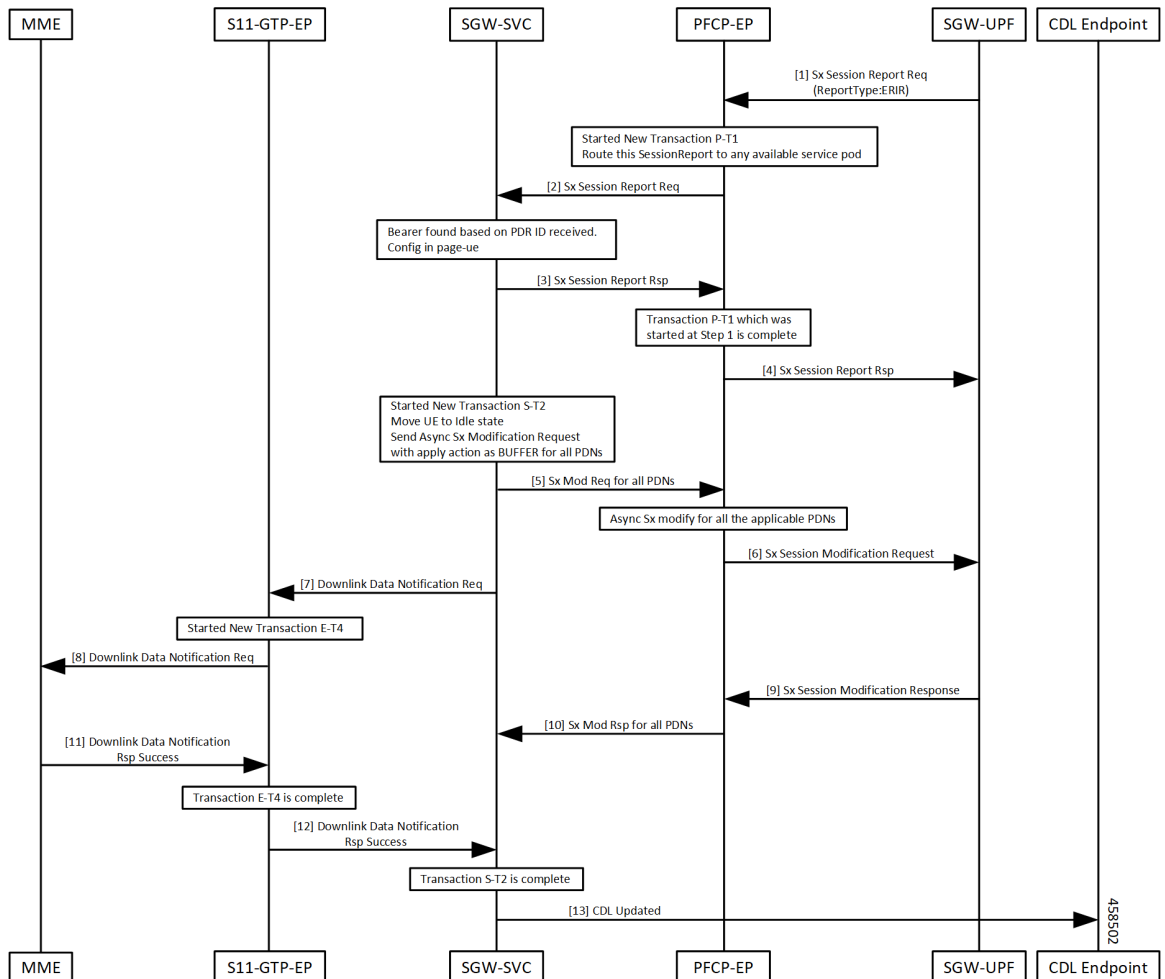 MME
S11-GTP-EP
SGW-SVC
PFCP-EP
SGW-UPF
CDL Endpoint
[1] Sx Session Report Req
(ReportType:ERIR)
Started New Transaction P-T1
Route this SessionReport to any available service pod
[2] Sx Session Report Req
Bearer found based on PDR ID received.
Config in page-ue
[3] Sx Session Report Rsp
Transaction P-T1 which was
started at Step 1 is complete
[4] Sx Session Report Rsp
Started New Transaction S-T2
Move UE to Idle state
Send Async Sx Modification Request
with apply action as BUFFER for all PDNs
[5] Sx Mod Req for all PDNs
Async Sx modify for all the applicable PDNs
[6] Sx Session Modification Request
[7] Downlink Data Notification Req
Started New Transaction E-T4
[8] Downlink Data Notification Req
[9] Sx Session Modification Response
[10] Sx Mod Rsp for all PDNs
[11] Downlink Data Notification
Rsp Success
Transaction E-T4 is complete
[12] Downlink Data Notification
Rsp Success
Transaction S-T2 is complete
[13] CDL Updated
458502
MME
S11-GTP-EP
SGW-SVC
PFCP-EP
SGW-UPF
CDL Endpoint